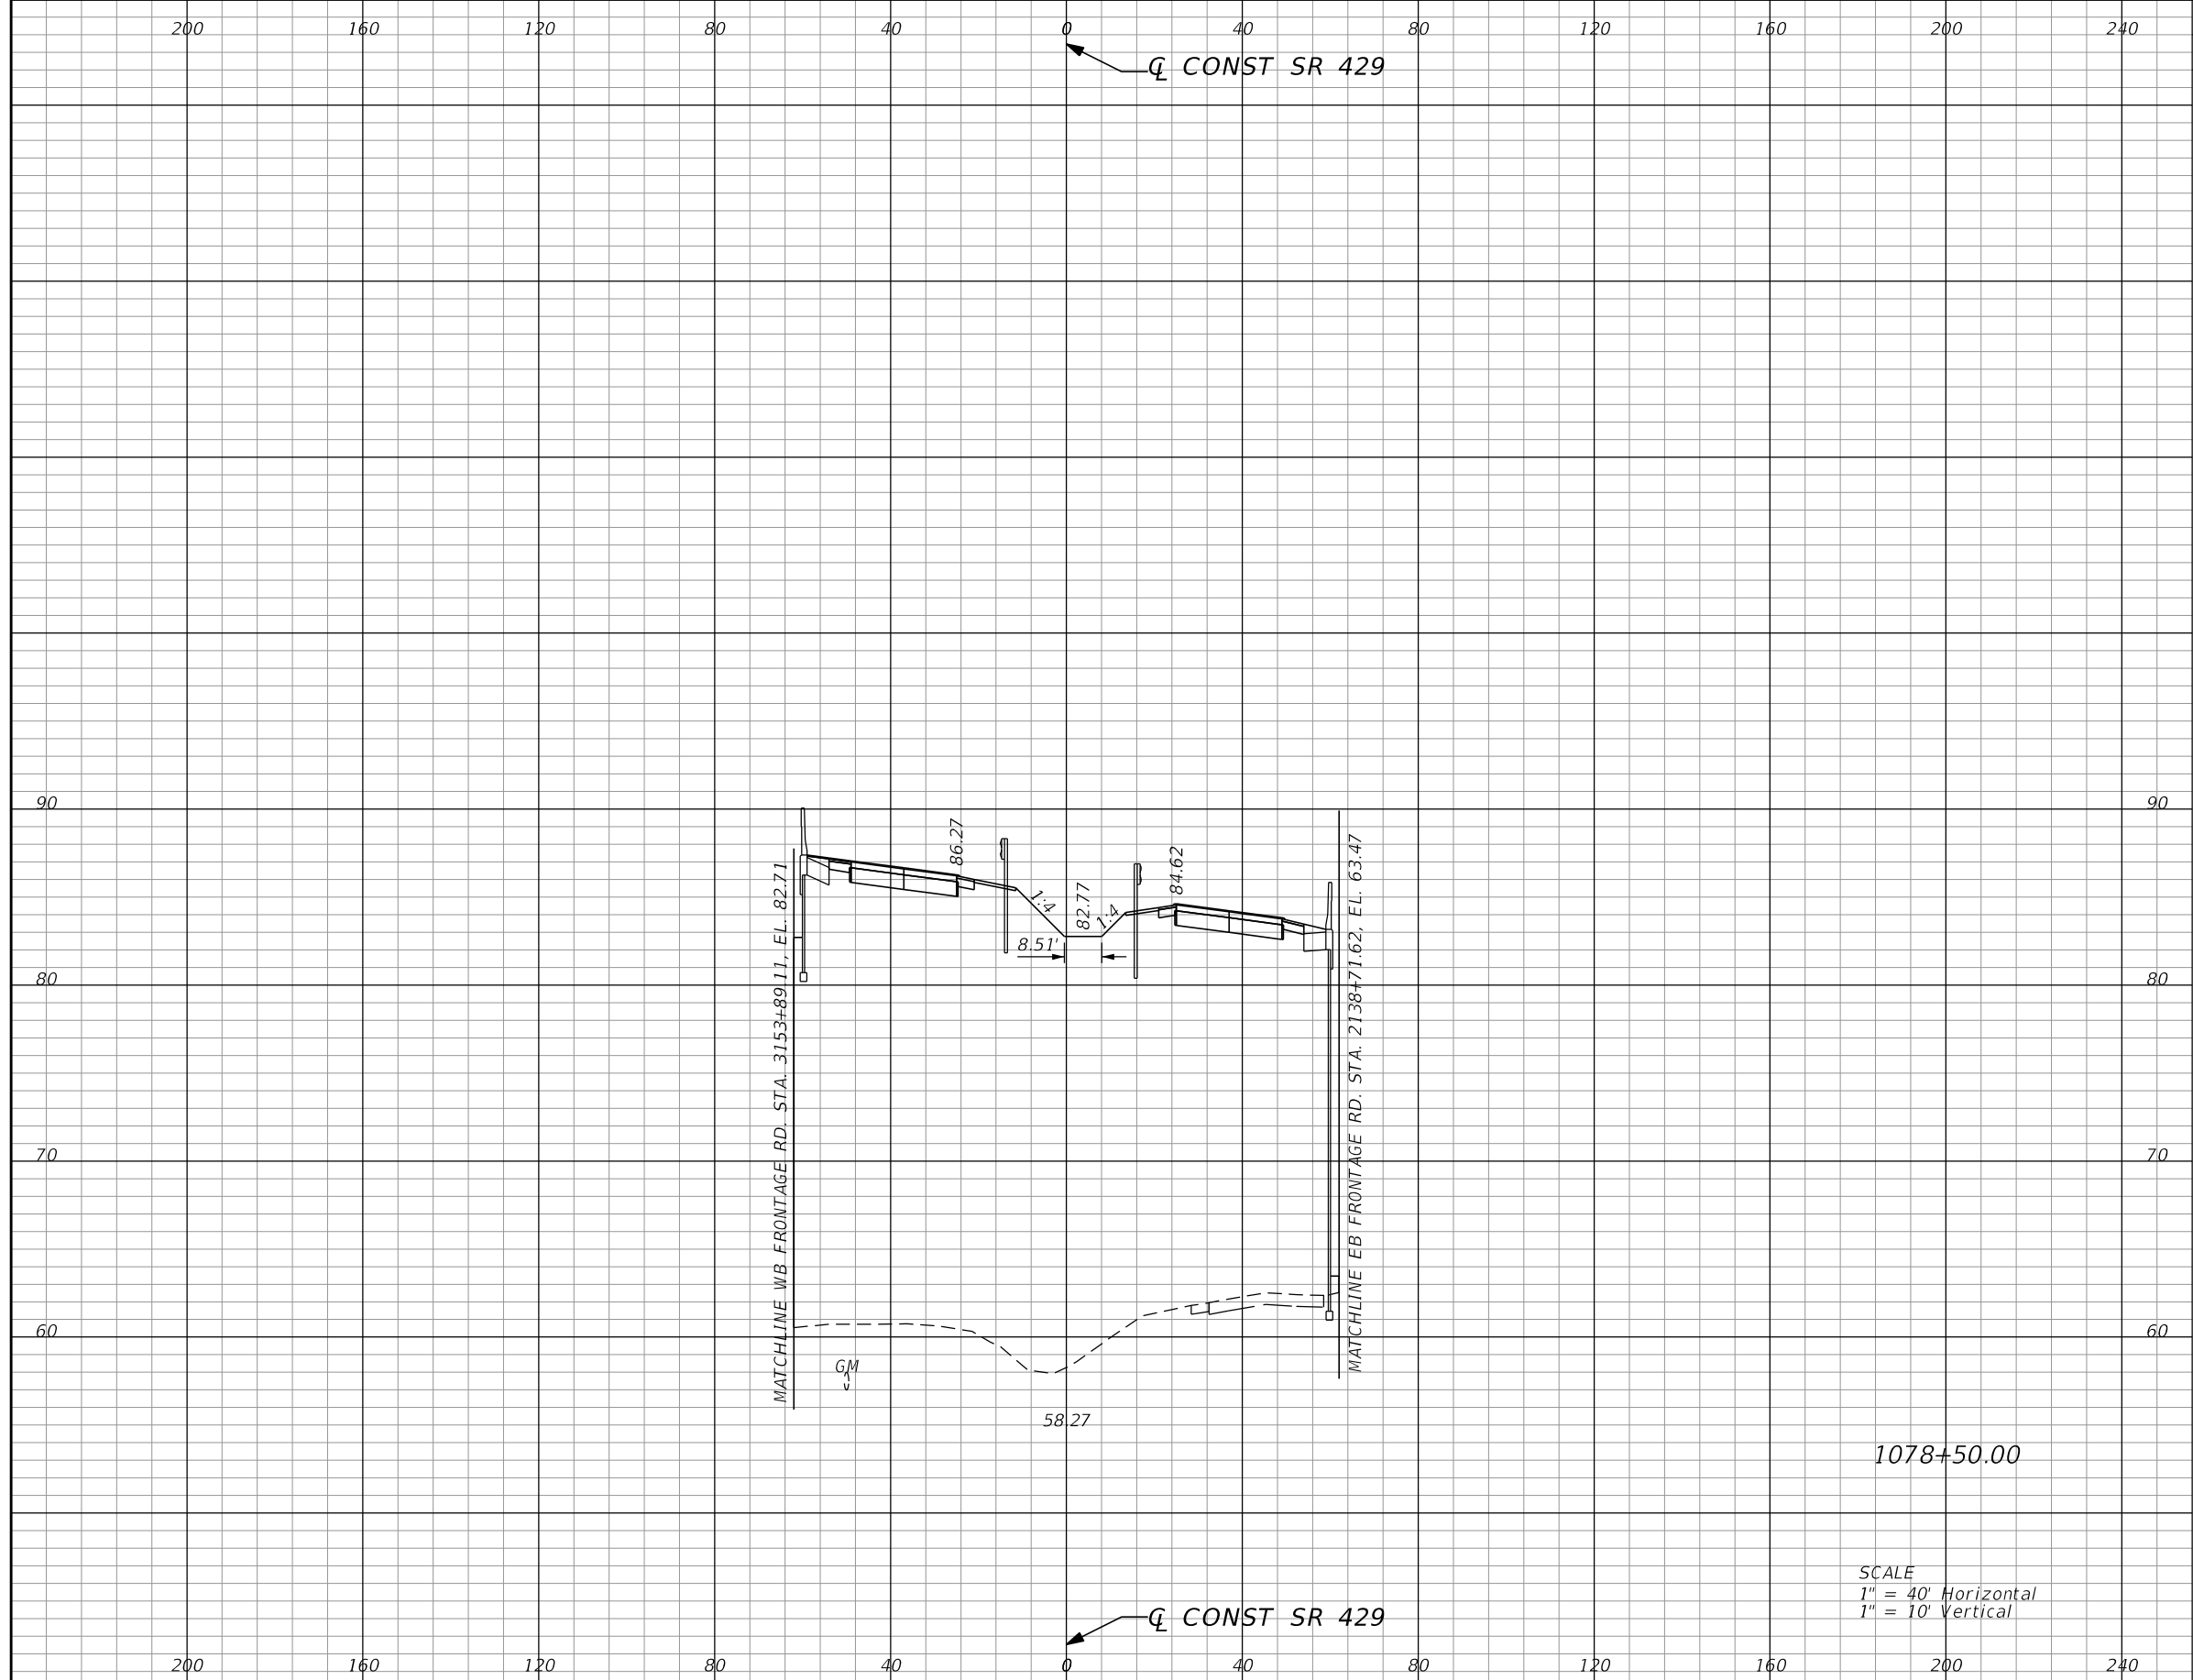 200 160 120 80 40 0 40 80 120 160 200 240
℄ CONST SR 429
90 90
86.27
84.62
82.77
1:4
1:4
8.51'
80 80
MATCHLINE WB FRONTAGE RD. STA. 3153+89.11, EL. 82.71
MATCHLINE EB FRONTAGE RD. STA. 2138+71.62, EL. 63.47
70 70
60 60
GM
58.27
1078+50.00
SCALE
1" = 40' Horizontal
1" = 10' Vertical
℄ CONST SR 429
200 160 120 80 40 0 40 80 120 160 200 240